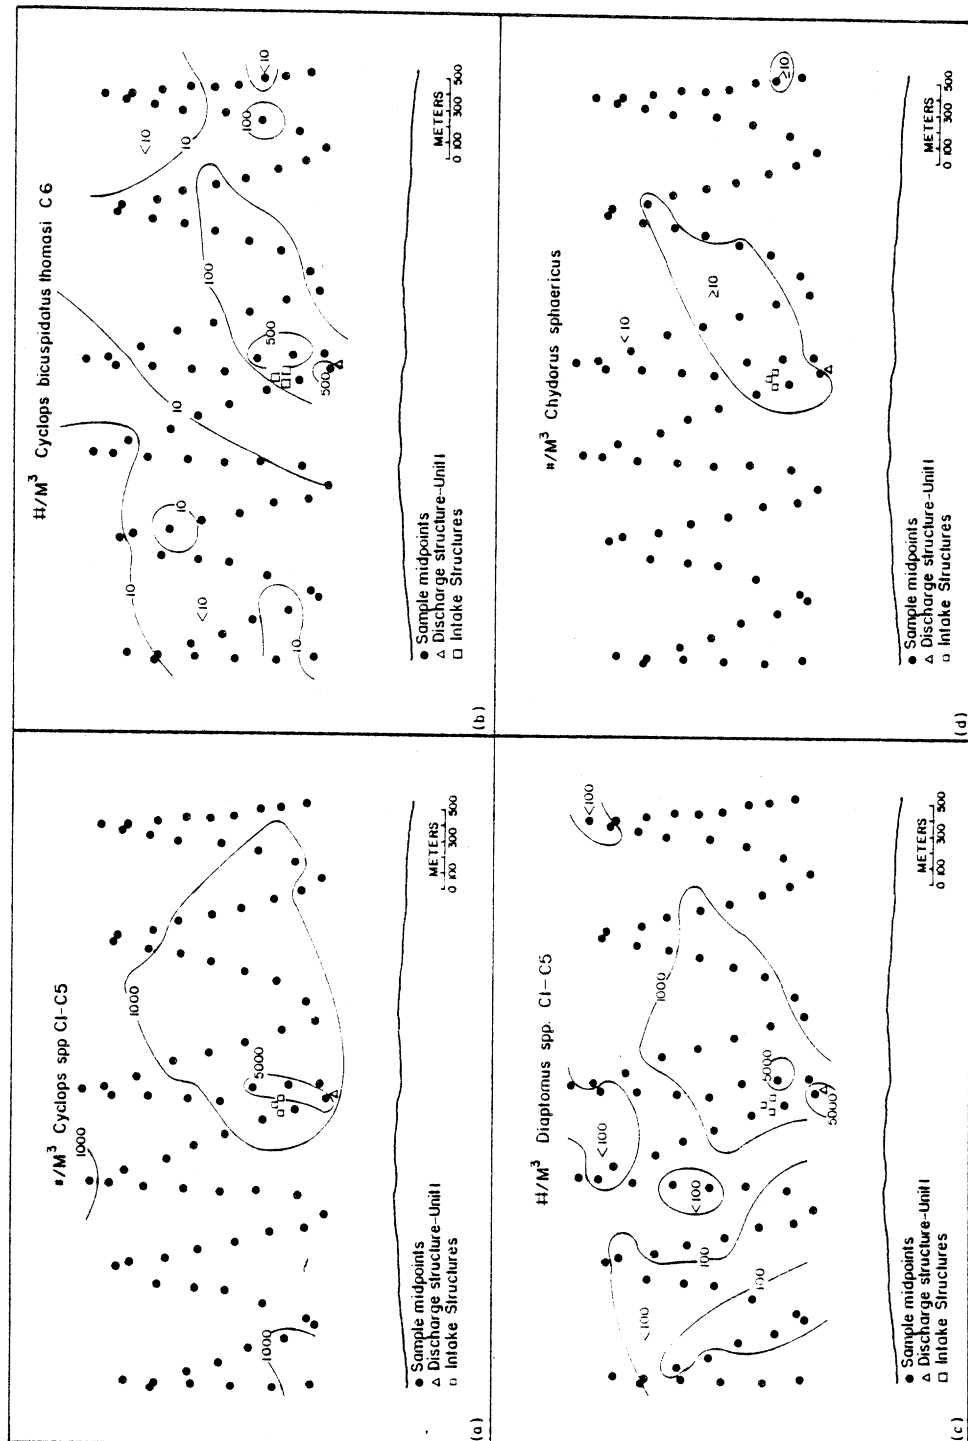 #/M³ Cyclops spp C1-C5
1000
1000
5000
1000
● Sample midpoints
△ Discharge structure-Unit I
□ Intake Structures
METERS
0 100 300 500
(a)
#/M³ Cyclops bicuspidatus thomasi C6
10
<10
10
10
10
100
500
500
<10
10
100
<10
● Sample midpoints
△ Discharge structure-Unit I
□ Intake Structures
METERS
0 100 300 500
(b)
#/M³ Diaptomus spp. C1-C5
<100
100
100
<100
<100
1000
5000
5000
<100
● Sample midpoints
△ Discharge structure-Unit I
□ Intake Structures
METERS
0 100 300 500
(c)
#/M³ Chydorus sphaericus
<10
≥10
≥10
● Sample midpoints
△ Discharge structure-Unit I
□ Intake Structures
METERS
0 100 300 500
(d)